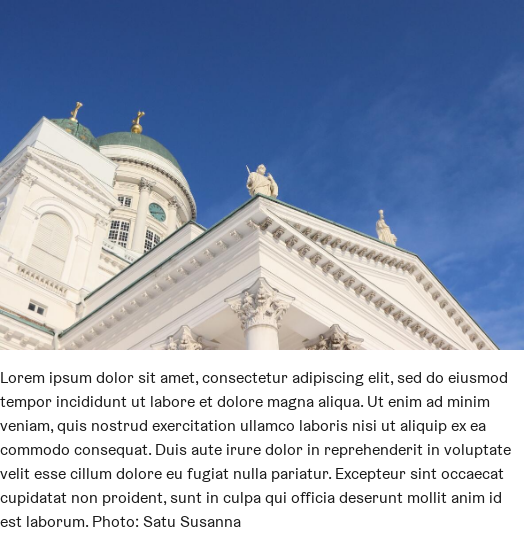 Lorem ipsum dolor sit amet, consectetur adipiscing elit, sed do eiusmod
tempor incididunt ut labore et dolore magna aliqua. Ut enim ad minim
veniam, quis nostrud exercitation ullamco laboris nisi ut aliquip ex ea
commodo consequat. Duis aute irure dolor in reprehenderit in voluptate
velit esse cillum dolore eu fugiat nulla pariatur. Excepteur sint occaecat
cupidatat non proident, sunt in culpa qui officia deserunt mollit anim id
est laborum. Photo: Satu Susanna